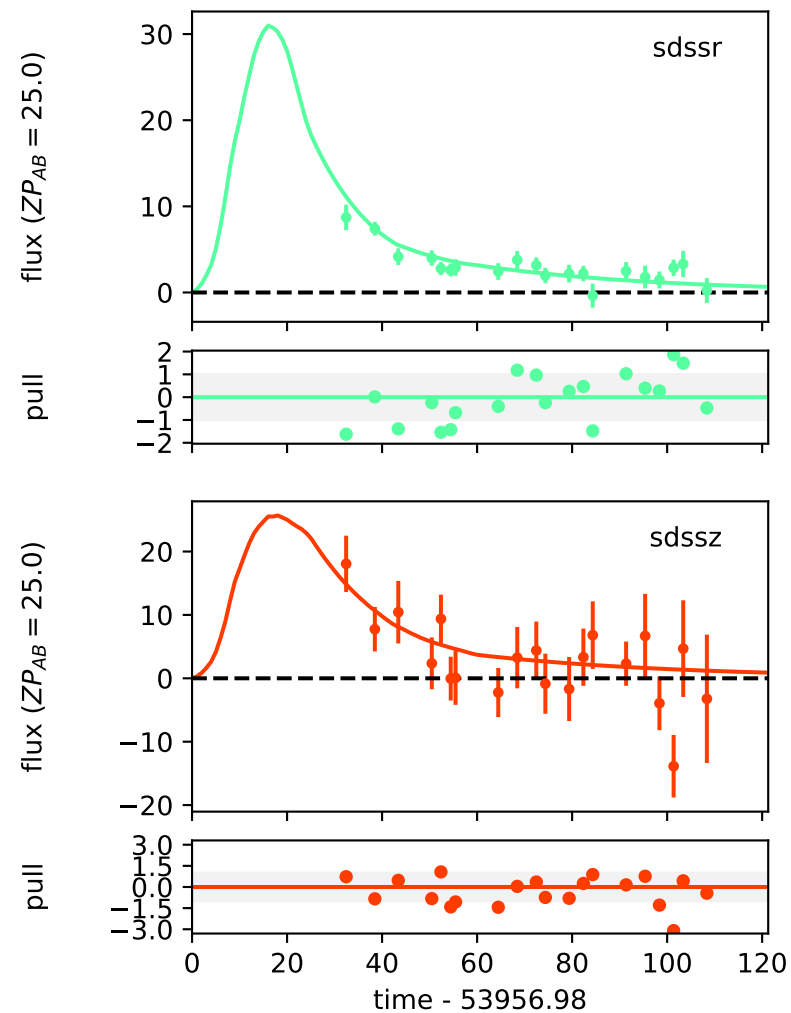 sdssr
flux (ZP_AB = 25.0)
30
20
10
0
pull
2
1
0
−1
−2
sdssz
flux (ZP_AB = 25.0)
20
10
0
−10
−20
pull
3.0
1.5
0.0
−1.5
−3.0
0 20 40 60 80 100 120
time - 53956.98